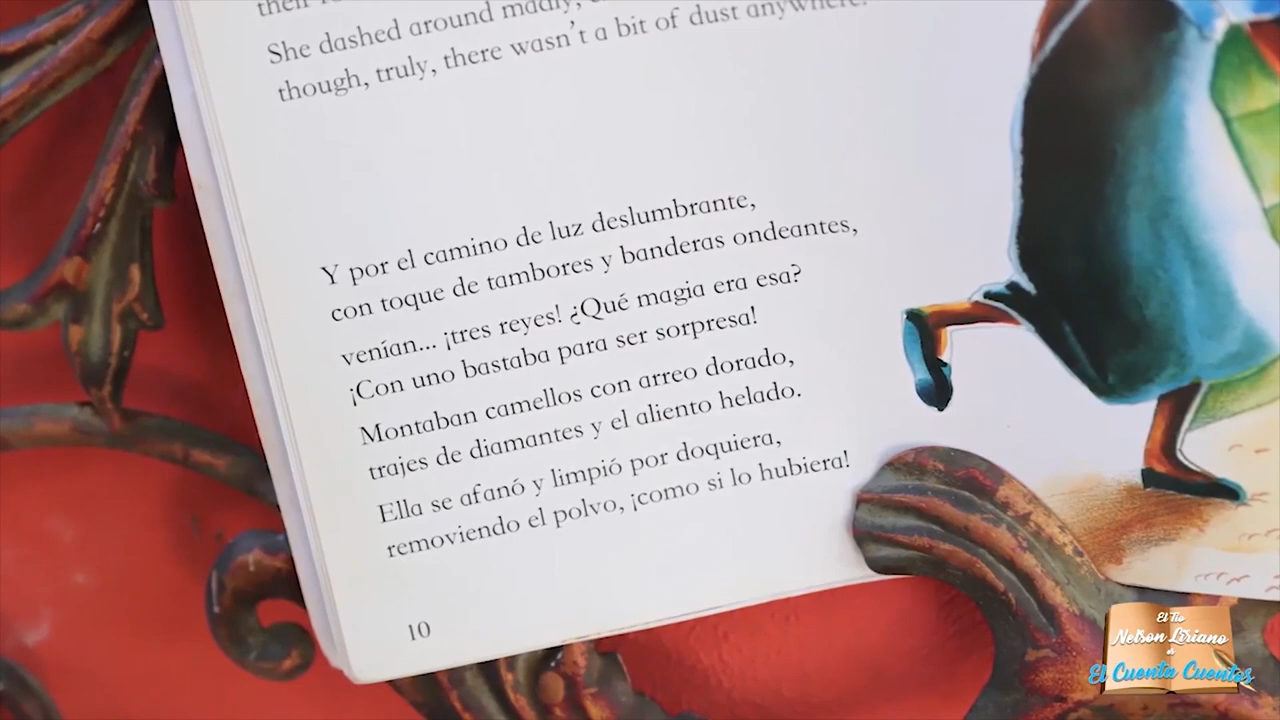 their
She dashed around madly,
though, truly, there wasn't a bit of dust anywhere.
Y por el camino de luz deslumbrante,
con toque de tambores y banderas ondeantes,
venían... ¡tres reyes! ¿Qué magia era esa?
¡Con uno bastaba para ser sorpresa!
Montaban camellos con arreo dorado,
trajes de diamantes y el aliento helado.
Ella se afanó y limpió por doquiera,
removiendo el polvo, ¡como si lo hubiera!
10
El Tío
Nelson Liriano
a
El Cuenta Cuentos